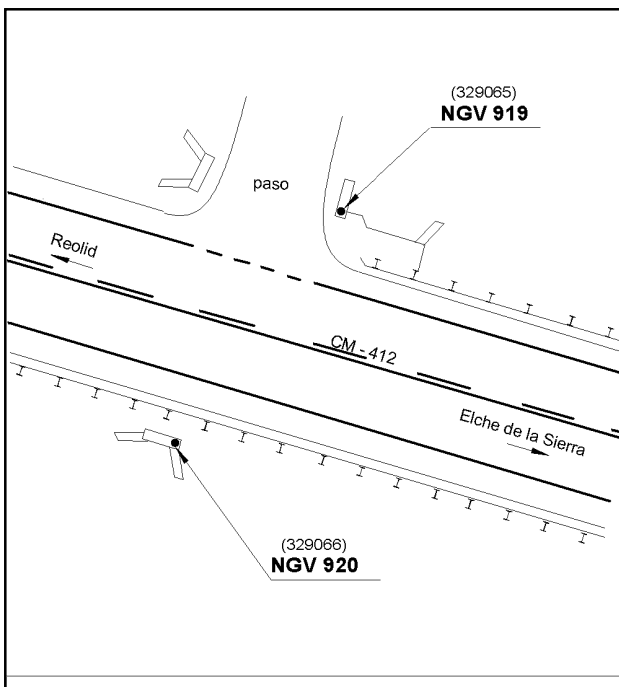 (329065)
NGV 919
paso
Reolid
CM - 412
Elche de la Sierra
(329066)
NGV 920